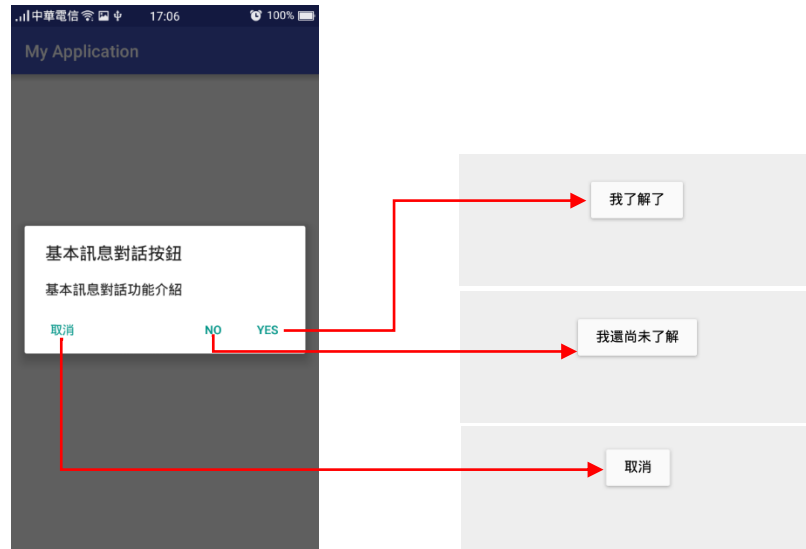 中華電信 17:06 100%
My Application
基本訊息對話按鈕
基本訊息對話功能介紹
取消 NO YES
我了解了
我還尚未了解
取消